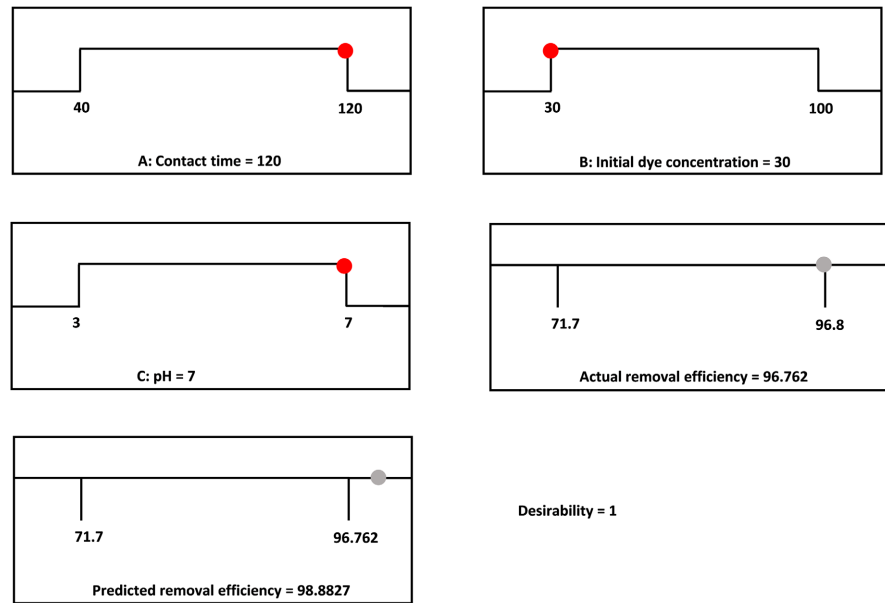 40 120
A: Contact time = 120
30 100
B: Initial dye concentration = 30
3 7
C: pH = 7
71.7 96.8
Actual removal efficiency = 96.762
71.7 96.762
Predicted removal efficiency = 98.8827
Desirability = 1